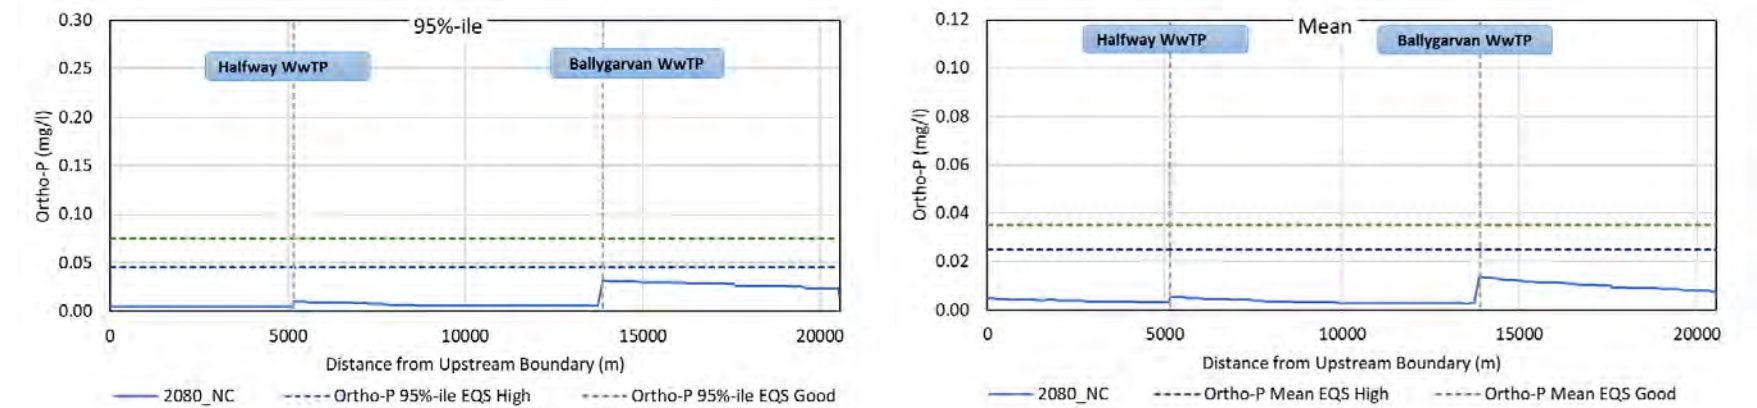 95%-ile
0.30
0.25
0.20
0.15
0.10
0.05
0.00
Ortho-P (mg/l)
Halfway WwTP
Ballygarvan WwTP
0 5000 10000 15000 20000
Distance from Upstream Boundary (m)
2080_NC Ortho-P 95%-ile EQS High Ortho-P 95%-ile EQS Good
Mean
0.12
0.10
0.08
0.06
0.04
0.02
0.00
Ortho-P (mg/l)
Halfway WwTP
Ballygarvan WwTP
0 5000 10000 15000 20000
Distance from Upstream Boundary (m)
2080_NC Ortho-P Mean EQS High Ortho-P Mean EQS Good